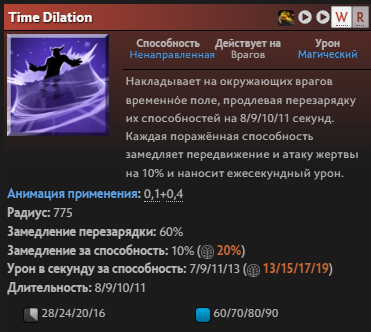 Time Dilation
W R
Способность
Ненаправленная
Действует на
Врагов
Урон
Магический
Накладывает на окружающих врагов
временно́е поле, продлевая перезарядку
их способностей на 8/9/10/11 секунд.
Каждая поражённая способность
замедляет передвижение и атаку жертвы
на 10% и наносит ежесекундный урон.
Анимация применения: 0,1+0,4
Радиус: 775
Замедление перезарядки: 60%
Замедление за способность: 10% (20%)
Урон в секунду за способность: 7/9/11/13 (13/15/17/19)
Длительность: 8/9/10/11
28/24/20/16 60/70/80/90